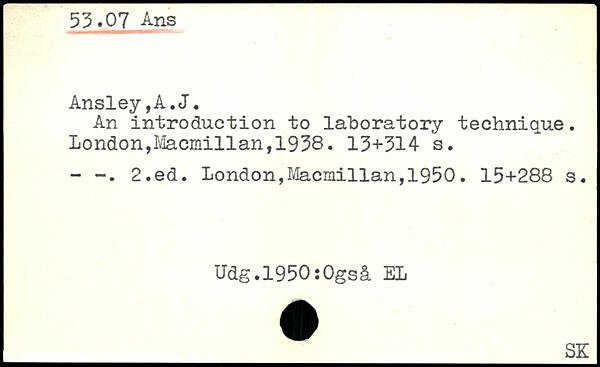 53.07 Ans
Ansley,A.J.
An introduction to laboratory technique.
London,Macmillan,1938. 13+314 s.
- -. 2.ed. London,Macmillan,1950. 15+288 s.
Udg.1950:Også EL
SK